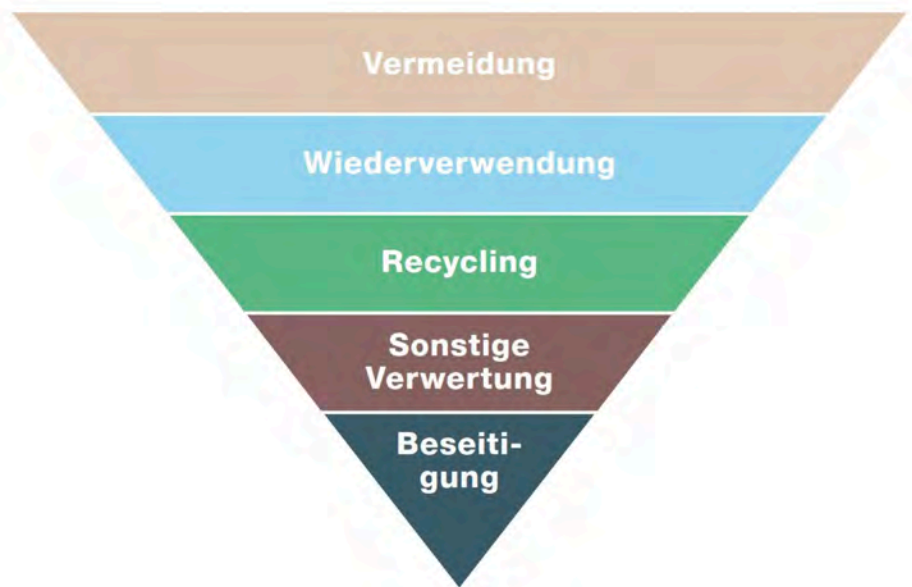 Vermeidung
Wiederverwendung
Recycling
Sonstige
Verwertung
Beseiti-
gung